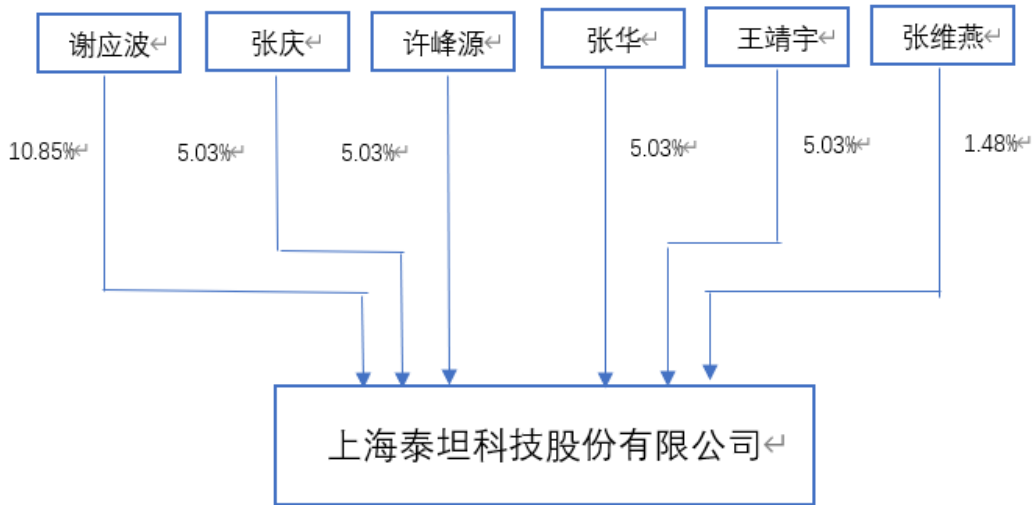 谢应波
张庆
许峰源
张华
王靖宇
张维燕
10.85%
5.03%
5.03%
5.03%
5.03%
1.48%
上海泰坦科技股份有限公司